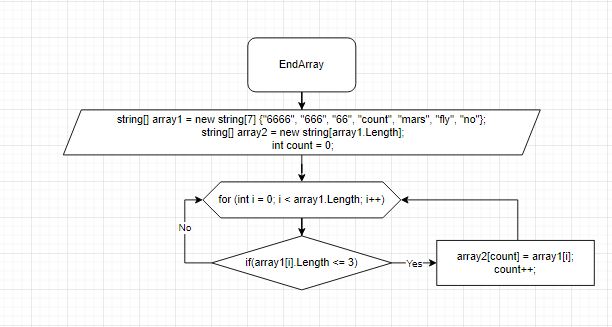 EndArray
string[] array1 = new string[7] {"6666", "666", "66", "count", "mars", "fly", "no"};
string[] array2 = new string[array1.Length];
int count = 0;
for (int i = 0; i < array1.Length; i++)
No
if(array1[i].Length <= 3)
Yes
array2[count] = array1[i];
count++;